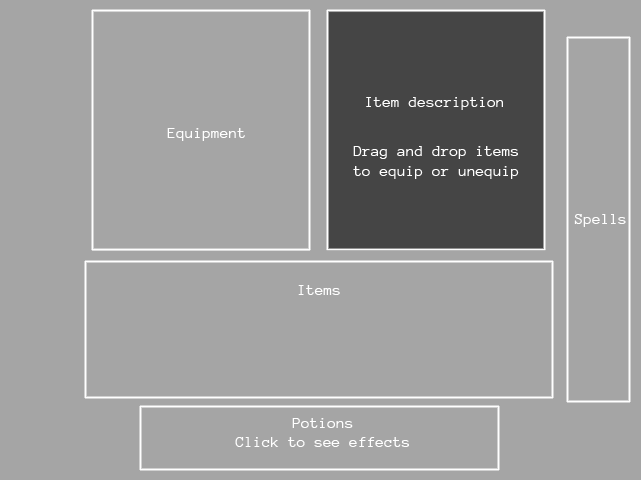 Equipment
Item description
Drag and drop items
to equip or unequip
Spells
Items
Potions
Click to see effects